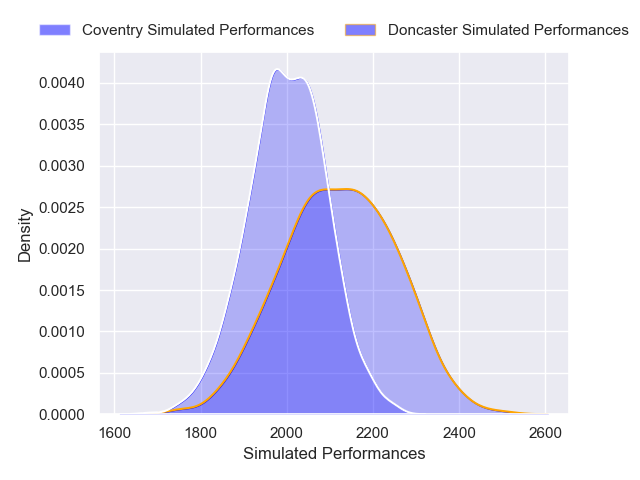 Coventry Simulated Performances Doncaster Simulated Performances
0.0040
0.0035
0.0030
0.0025
0.0020
0.0015
0.0010
0.0005
0.0000
Density
1600 1800 2000 2200 2400 2600
Simulated Performances